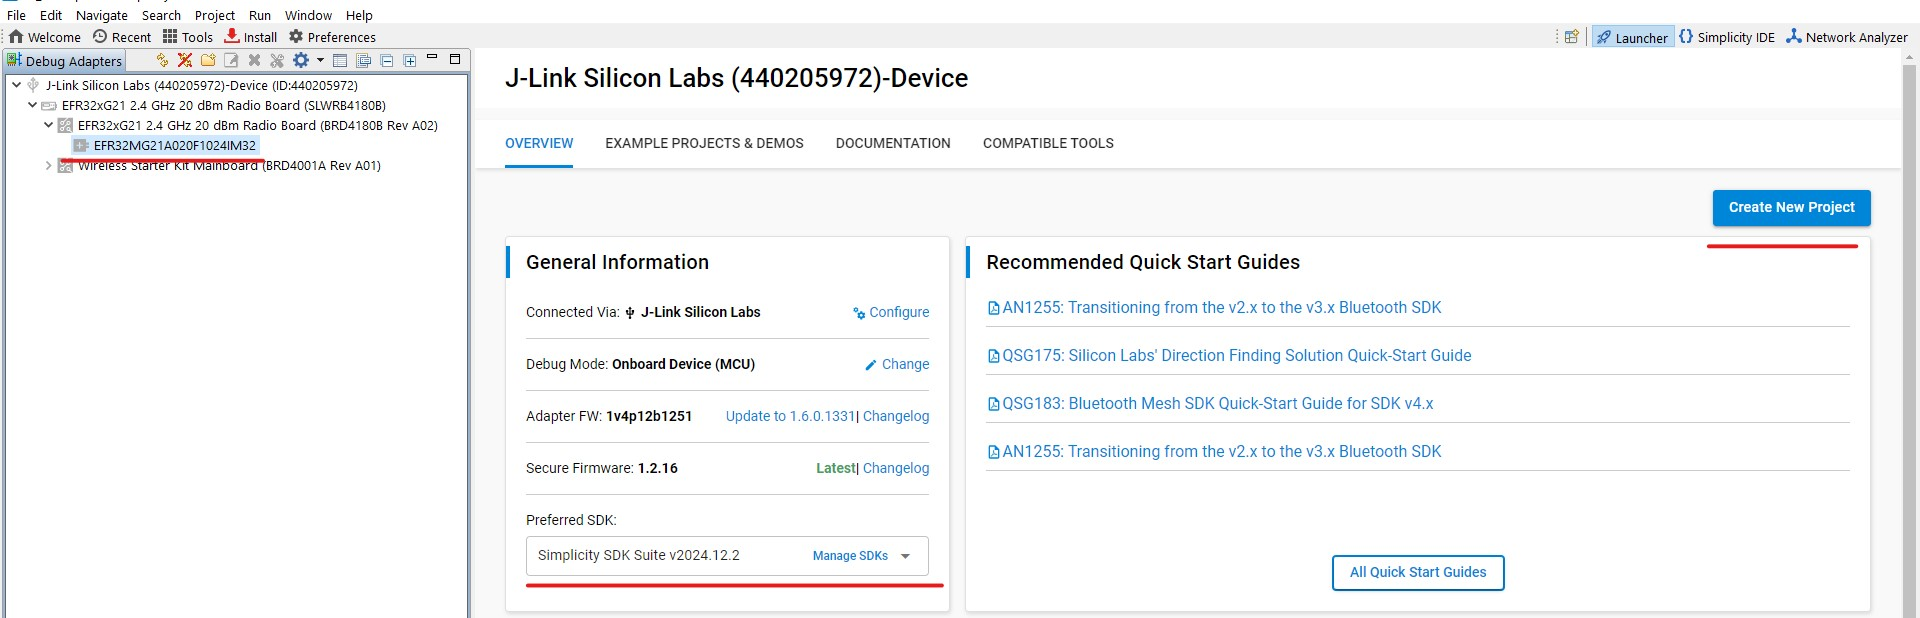 File Edit Navigate Search Project Run Window Help
Welcome Recent Tools Install Preferences
Launcher Simplicity IDE Network Analyzer
Debug Adapters
J-Link Silicon Labs (440205972)-Device (ID:440205972)
EFR32xG21 2.4 GHz 20 dBm Radio Board (SLWRB4180B)
EFR32xG21 2.4 GHz 20 dBm Radio Board (BRD4180B Rev A02)
EFR32MG21A020F1024IM32
Wireless Starter Kit Mainboard (BRD4001A Rev A01)
J-Link Silicon Labs (440205972)-Device
OVERVIEW EXAMPLE PROJECTS & DEMOS DOCUMENTATION COMPATIBLE TOOLS
Create New Project
General Information
Connected Via: J-Link Silicon Labs Configure
Debug Mode: Onboard Device (MCU) Change
Adapter FW: 1v4p12b1251 Update to 1.6.0.1331| Changelog
Secure Firmware: 1.2.16 Latest| Changelog
Preferred SDK:
Simplicity SDK Suite v2024.12.2 Manage SDKs
Recommended Quick Start Guides
AN1255: Transitioning from the v2.x to the v3.x Bluetooth SDK
QSG175: Silicon Labs' Direction Finding Solution Quick-Start Guide
QSG183: Bluetooth Mesh SDK Quick-Start Guide for SDK v4.x
AN1255: Transitioning from the v2.x to the v3.x Bluetooth SDK
All Quick Start Guides